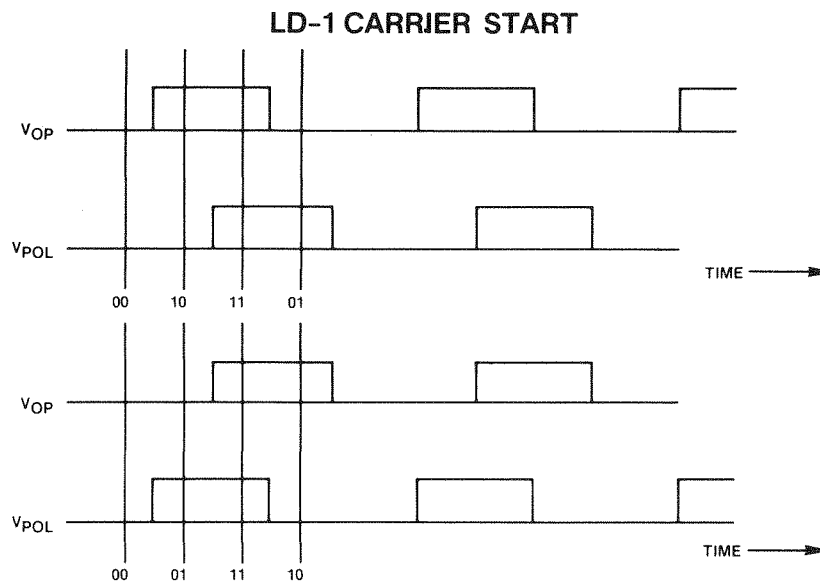 LD-1 CARRIER START
VOP
VPOL
TIME
00 10 11 01
VOP
VPOL
TIME
00 01 11 10